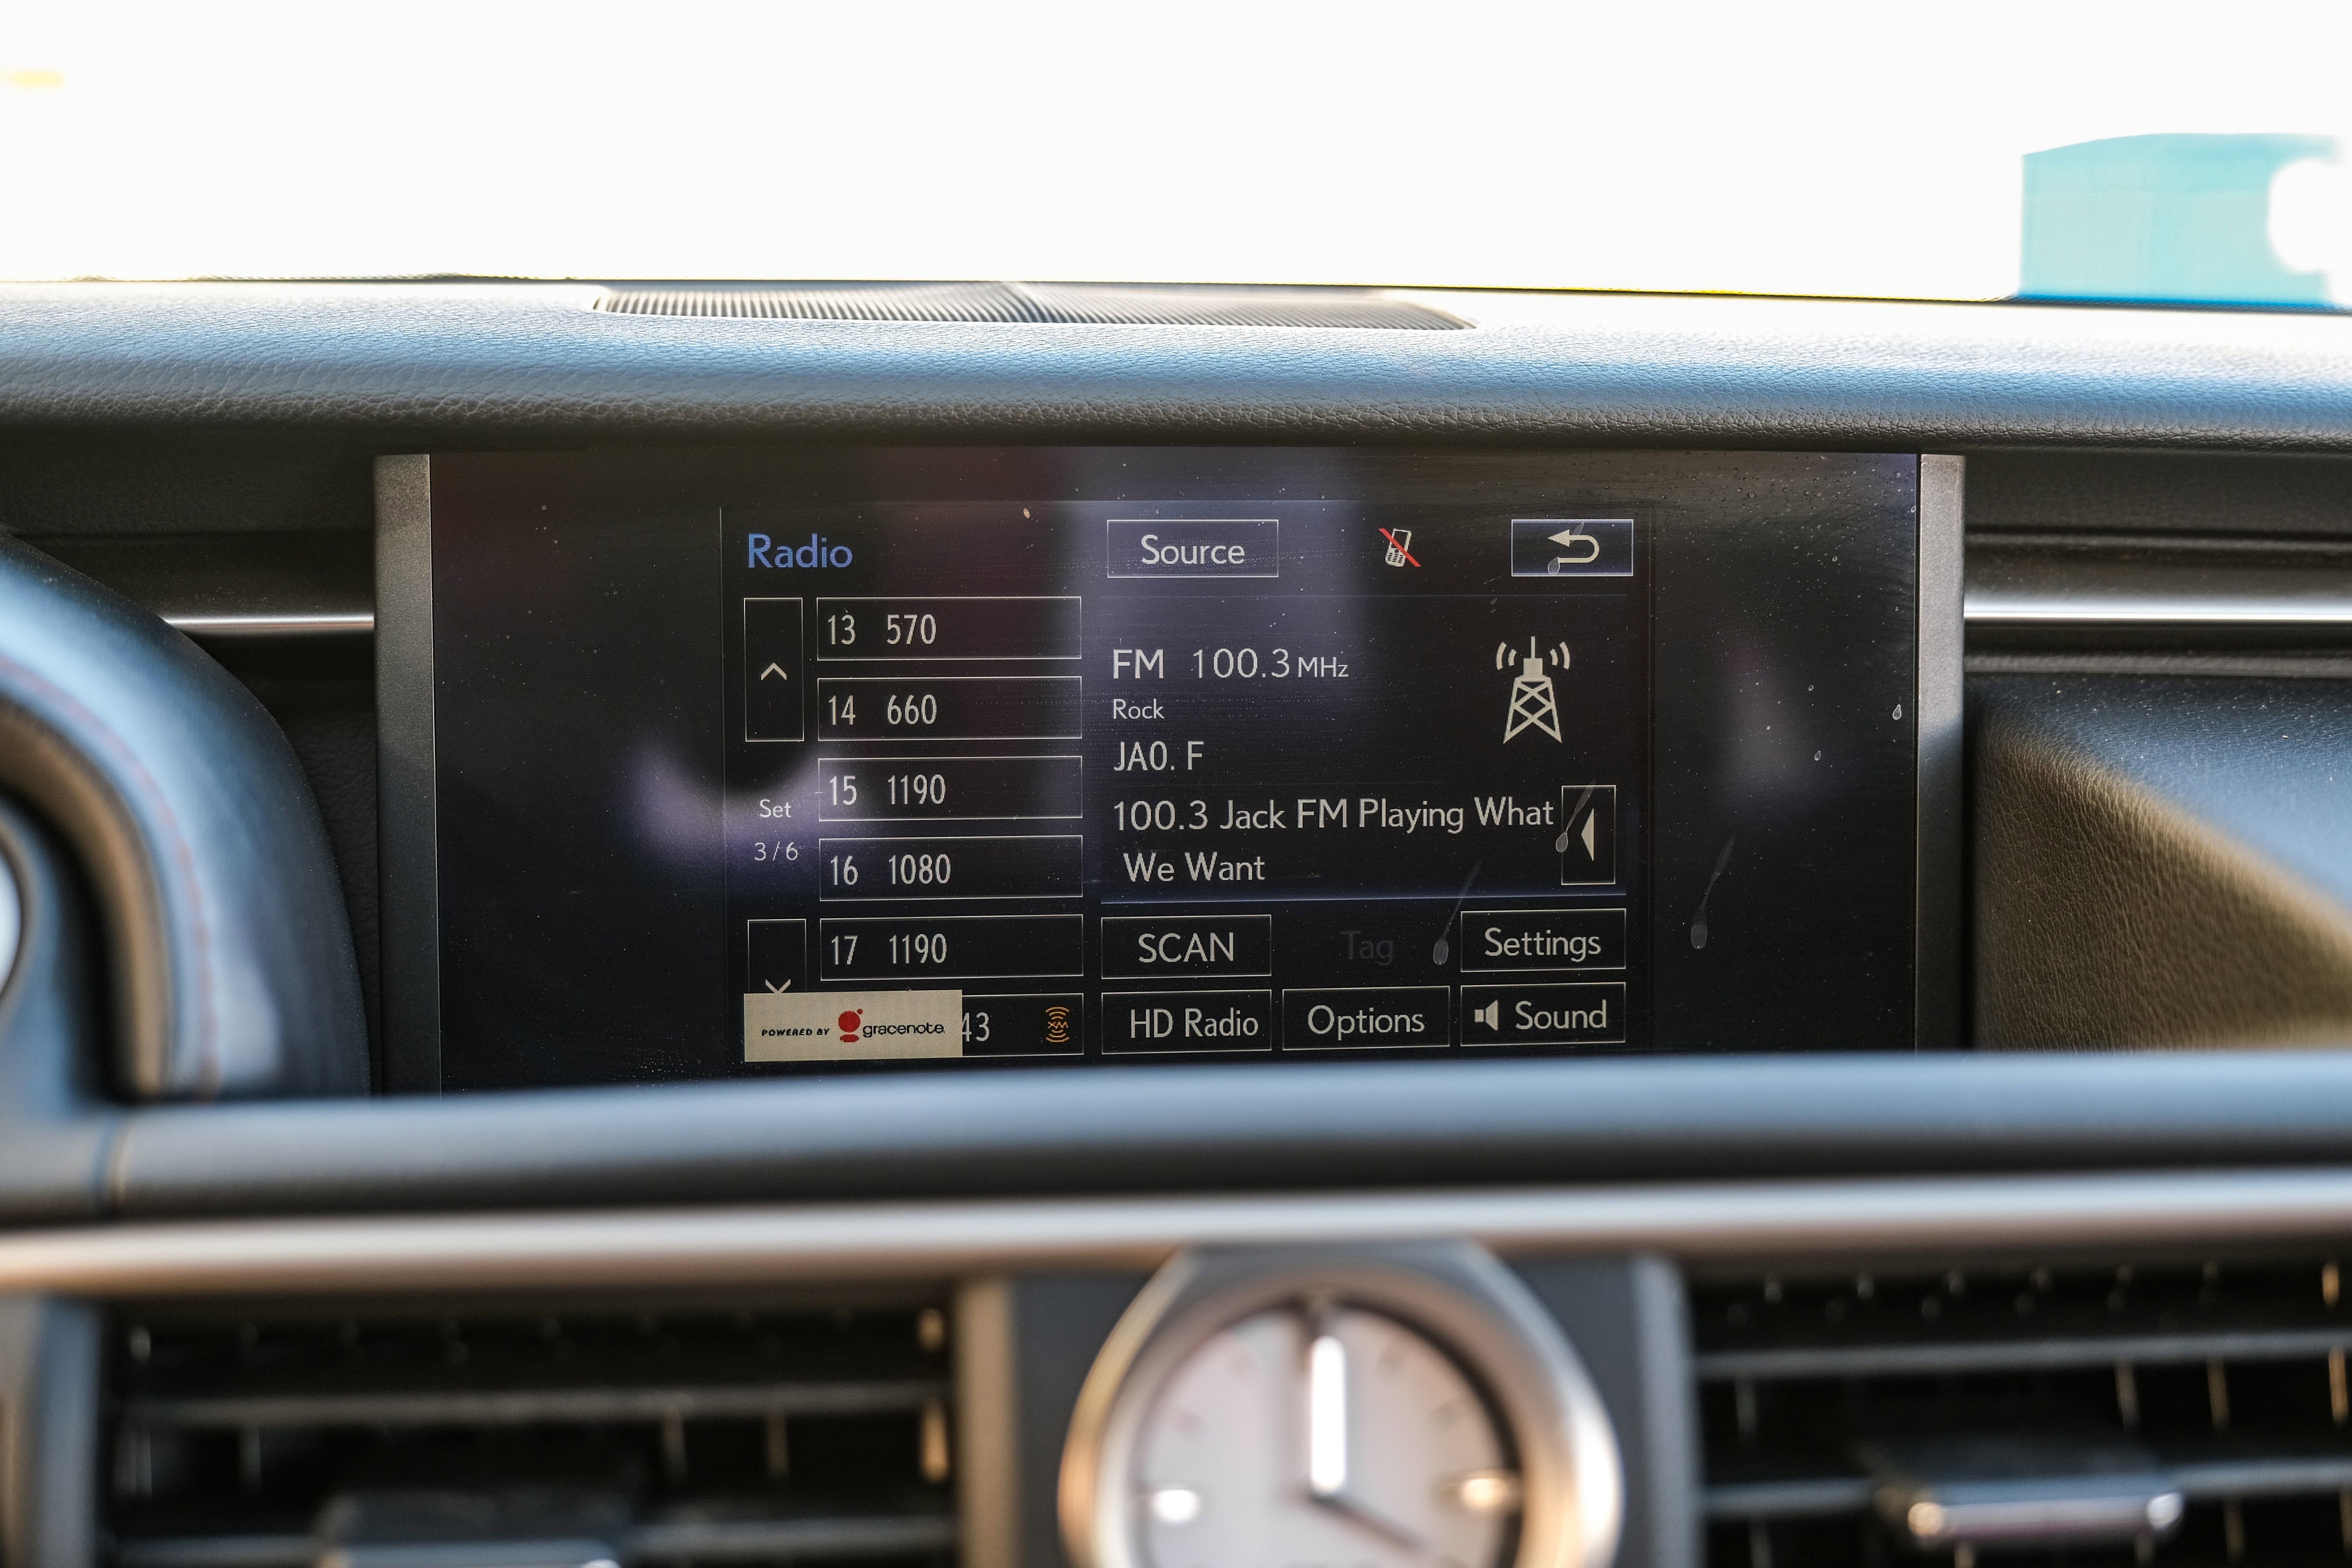 Radio
Source
13 570
14 660
15 1190
16 1080
17 1190
43
Set
3/6
POWERED BY gracenote.
FM 100.3 MHz
Rock
JAO. F
100.3 Jack FM Playing What
We Want
SCAN
Tag
Settings
HD Radio
Options
Sound